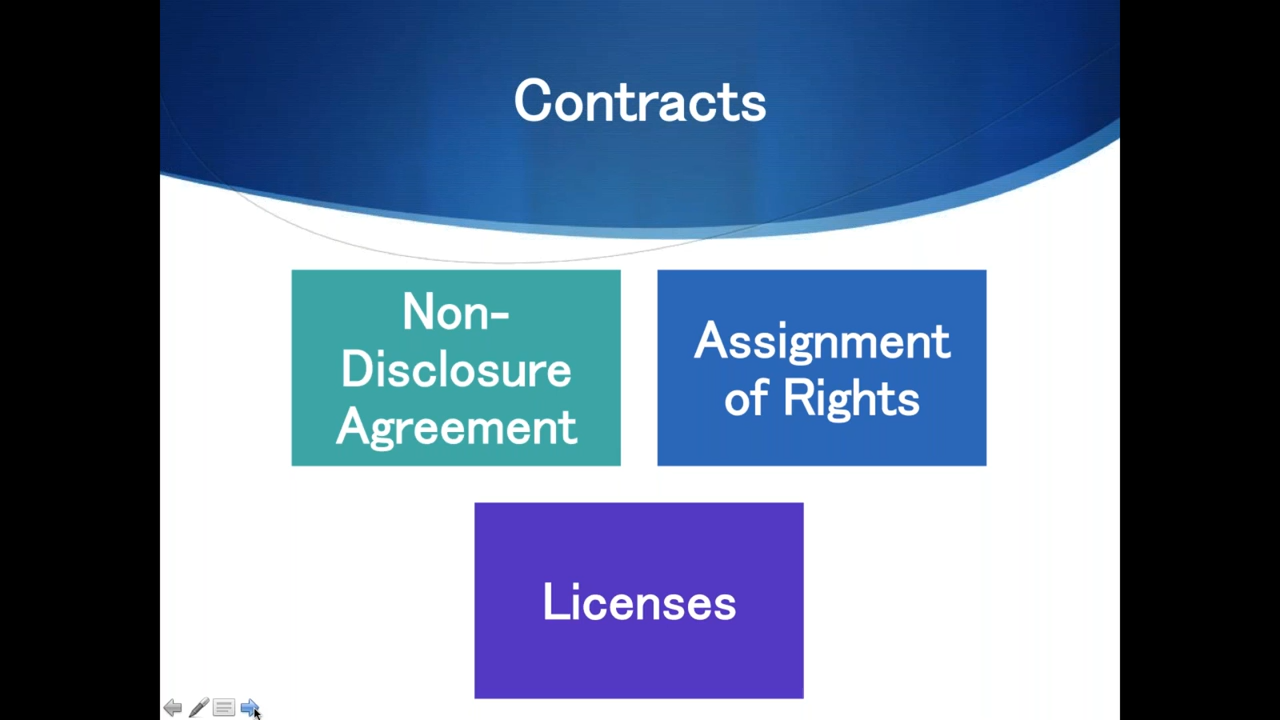 Contracts
Non-
Disclosure
Agreement
Assignment
of Rights
Licenses